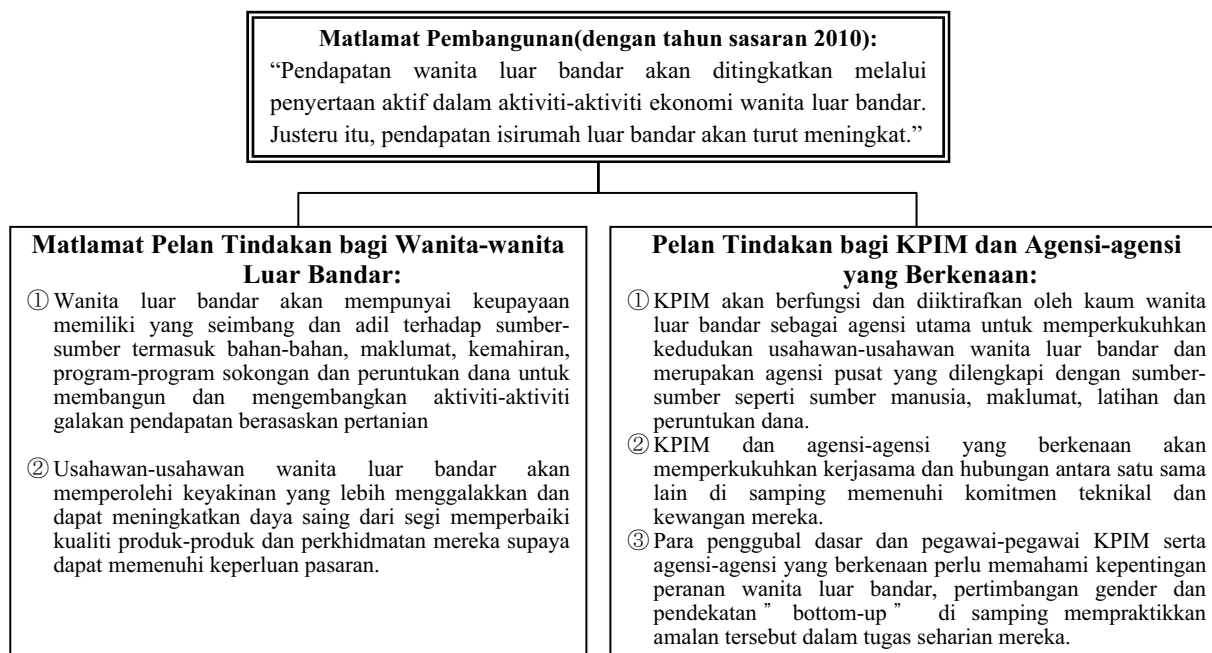 Matlamat Pembangunan(dengan tahun sasaran 2010):
“Pendapatan wanita luar bandar akan ditingkatkan melalui
penyertaan aktif dalam aktiviti-aktiviti ekonomi wanita luar bandar.
Justeru itu, pendapatan isirumah luar bandar akan turut meningkat.”
Matlamat Pelan Tindakan bagi Wanita-wanita
Luar Bandar:
① Wanita luar bandar akan mempunyai keupayaan
memiliki yang seimbang dan adil terhadap sumber-
sumber termasuk bahan-bahan, maklumat, kemahiran,
program-program sokongan dan peruntukan dana untuk
membangun dan mengembangkan aktiviti-aktiviti
galakan pendapatan berasaskan pertanian
② Usahawan-usahawan wanita luar bandar akan
memperolehi keyakinan yang lebih menggalakkan dan
dapat meningkatkan daya saing dari segi memperbaiki
kualiti produk-produk dan perkhidmatan mereka supaya
dapat memenuhi keperluan pasaran.
Pelan Tindakan bagi KPIM dan Agensi-agensi
yang Berkenaan:
① KPIM akan berfungsi dan diiktirafkan oleh kaum wanita
luar bandar sebagai agensi utama untuk memperkukuhkan
kedudukan usahawan-usahawan wanita luar bandar dan
merupakan agensi pusat yang dilengkapi dengan sumber-
sumber seperti sumber manusia, maklumat, latihan dan
peruntukan dana.
② KPIM dan agensi-agensi yang berkenaan akan
memperkukuhkan kerjasama dan hubungan antara satu sama
lain di samping memenuhi komitmen teknikal dan
kewangan mereka.
③ Para penggubal dasar dan pegawai-pegawai KPIM serta
agensi-agensi yang berkenaan perlu memahami kepentingan
peranan wanita luar bandar, pertimbangan gender dan
pendekatan ” bottom-up ” di samping mempraktikkan
amalan tersebut dalam tugas seharian mereka.